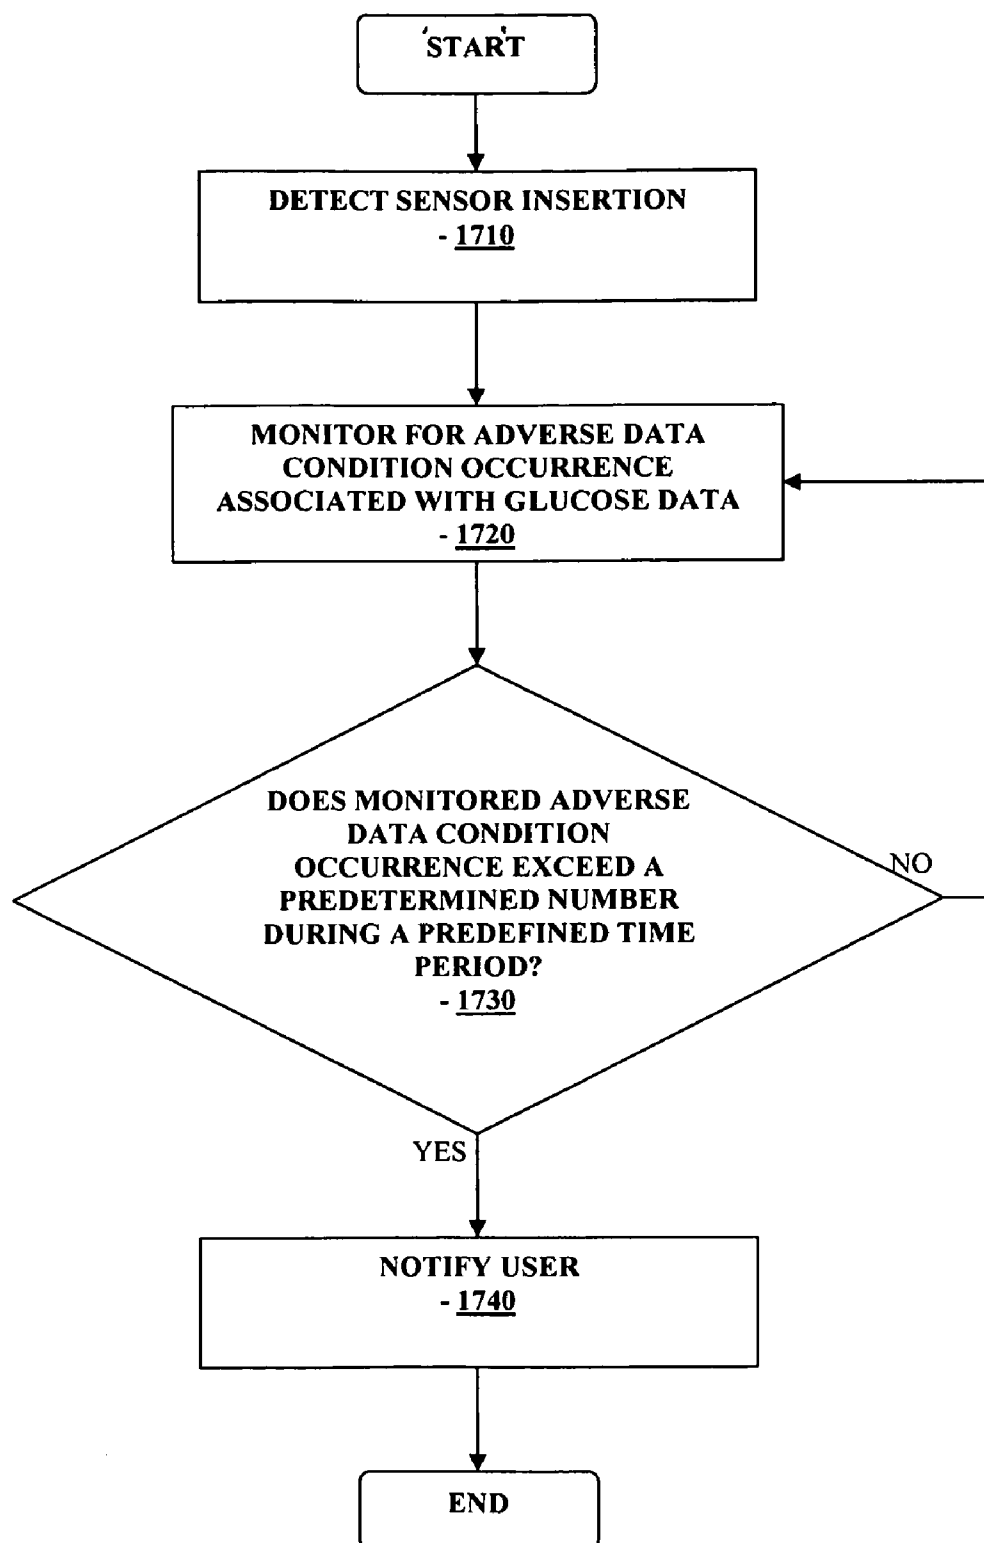 START
DETECT SENSOR INSERTION
- 1710
MONITOR FOR ADVERSE DATA
CONDITION OCCURRENCE
ASSOCIATED WITH GLUCOSE DATA
- 1720
DOES MONITORED ADVERSE
DATA CONDITION
OCCURRENCE EXCEED A
PREDETERMINED NUMBER
DURING A PREDEFINED TIME
PERIOD?
- 1730
NO
YES
NOTIFY USER
- 1740
END